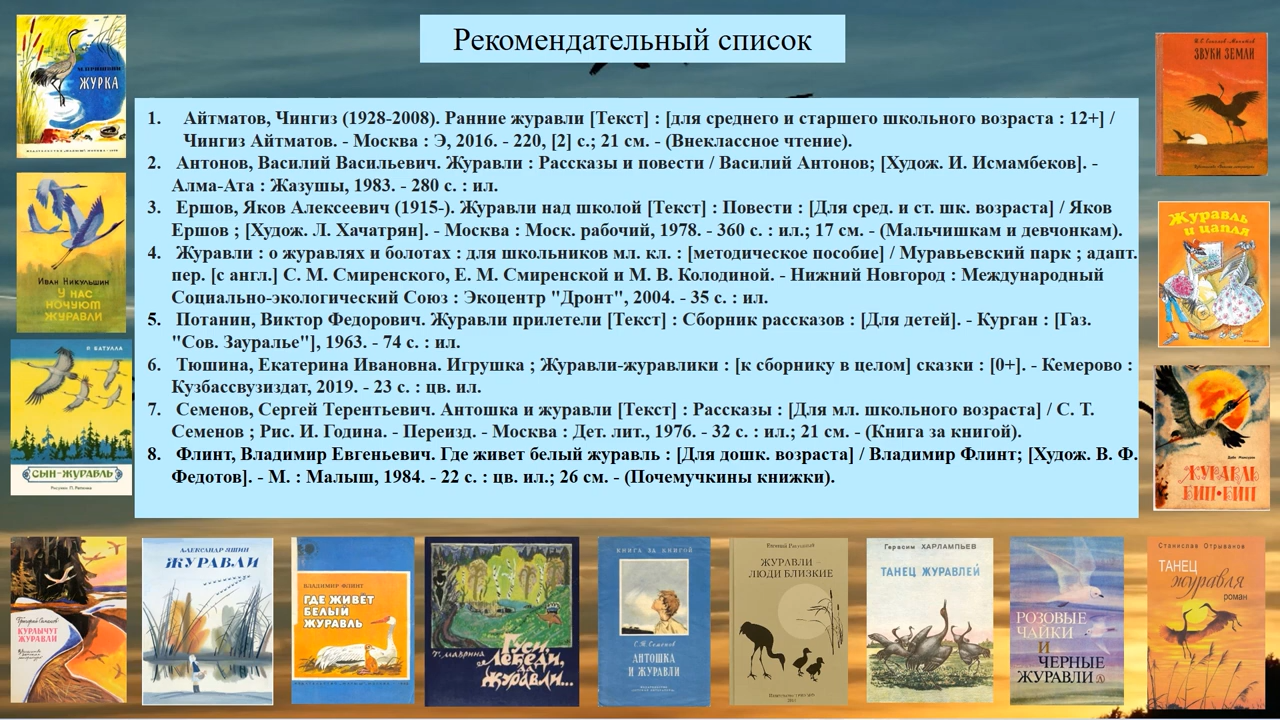 Рекомендательный список
1. Айтматов, Чингиз (1928-2008). Ранние журавли [Текст] : [для среднего и старшего школьного возраста : 12+] /
Чингиз Айтматов. - Москва : Э, 2016. - 220, [2] с.; 21 см. - (Внеклассное чтение).
2. Антонов, Василий Васильевич. Журавли : Рассказы и повести / Василий Антонов; [Худож. И. Исмамбеков]. -
Алма-Ата : Жазушы, 1983. - 280 с. : ил.
3. Ершов, Яков Алексеевич (1915-). Журавли над школой [Текст] : Повести : [Для сред. и ст. шк. возраста] / Яков
Ершов ; [Худож. Л. Хачатрян]. - Москва : Моск. рабочий, 1978. - 360 с. : ил.; 17 см. - (Мальчишкам и девчонкам).
4. Журавли : о журавлях и болотах : для школьников мл. кл. : [методическое пособие] / Муравьевский парк ; адапт.
пер. [с англ.] С. М. Смиренского, Е. М. Смиренской и М. В. Колодиной. - Нижний Новгород : Международный
Социально-экологический Союз : Экоцентр "Дронт", 2004. - 35 с. : ил.
5. Потанин, Виктор Федорович. Журавли прилетели [Текст] : Сборник рассказов : [Для детей]. - Курган : [Газ.
"Сов. Зауралье"], 1963. - 74 с. : ил.
6. Тюшина, Екатерина Ивановна. Игрушка ; Журавли-журавлики : [к сборнику в целом] сказки : [0+]. - Кемерово :
Кузбассвузиздат, 2019. - 23 с. : цв. ил.
7. Семенов, Сергей Терентьевич. Антошка и журавли [Текст] : Рассказы : [Для мл. школьного возраста] / С. Т.
Семенов ; Рис. И. Година. - Переизд. - Москва : Дет. лит., 1976. - 32 с. : ил.; 21 см. - (Книга за книгой).
8. Флинт, Владимир Евгеньевич. Где живет белый журавль : [Для дошк. возраста] / Владимир Флинт; [Худож. В. Ф.
Федотов]. - М. : Малыш, 1984. - 22 с. : цв. ил.; 26 см. - (Почемучкины книжки).
М. ПРИШВИН
ЖУРКА
Иван Никульшин
У НАС
НОЧУЮТ
ЖУРАВЛИ
Р. БАТУЛЛА
СЫН-ЖУРАВЛЬ
ЗВУКИ ЗЕМЛИ
Журавль
и цапля
ЖУРАВЛЬ
БИП-БИП
КУРЛЫЧУТ
ЖУРАВЛИ
АЛЕКСАНДР ЯШИН
ЖУРАВЛИ
ВЛАДИМИР ФЛИНТ
ГДЕ ЖИВЁТ
БЕЛЫЙ
ЖУРАВЛЬ
Т. МАВРИНА
Гуси,
Лебеди,
да
Журавли...
КНИГА ЗА КНИГОЙ
С. Т. Семенов
АНТОШКА
И ЖУРАВЛИ
ЖУРАВЛИ –
ЛЮДИ БЛИЗКИЕ
Герасим ХАРЛАМПЬЕВ
ТАНЕЦ ЖУРАВЛЕЙ
РОЗОВЫЕ
ЧАЙКИ
И
ЧЕРНЫЕ
ЖУРАВЛИ
Станислав Отрываков
ТАНЕЦ
журавля
роман